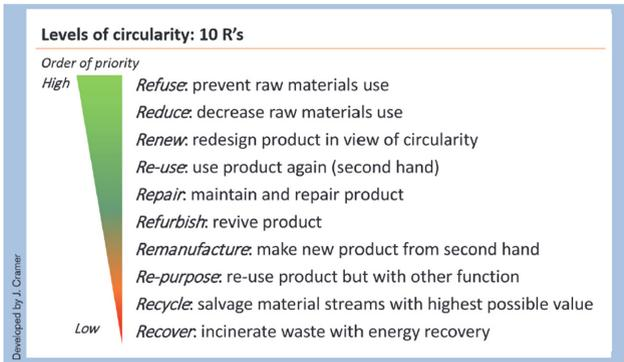 Levels of circularity: 10 R's
Order of priority
High
Refuse: prevent raw materials use
Reduce: decrease raw materials use
Renew: redesign product in view of circularity
Re-use: use product again (second hand)
Repair: maintain and repair product
Refurbish: revive product
Remanufacture: make new product from second hand
Re-purpose: re-use product but with other function
Recycle: salvage material streams with highest possible value
Low
Recover: incinerate waste with energy recovery
Developed by J. Cramer